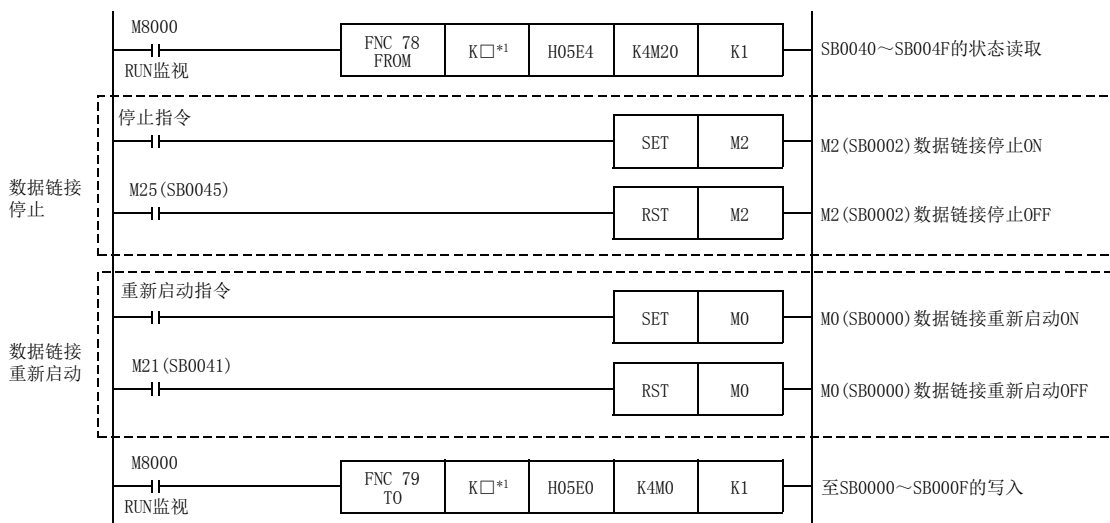 M8000
RUN监视
FNC 78
FROM
K□*1
H05E4
K4M20
K1
SB0040～SB004F的状态读取
数据链接
停止
停止指令
SET
M2
M2(SB0002)数据链接停止ON
M25(SB0045)
RST
M2
M2(SB0002)数据链接停止OFF
数据链接
重新启动
重新启动指令
SET
M0
M0(SB0000)数据链接重新启动ON
M21(SB0041)
RST
M0
M0(SB0000)数据链接重新启动OFF
M8000
RUN监视
FNC 79
TO
K□*1
H05E0
K4M0
K1
至SB0000～SB000F的写入